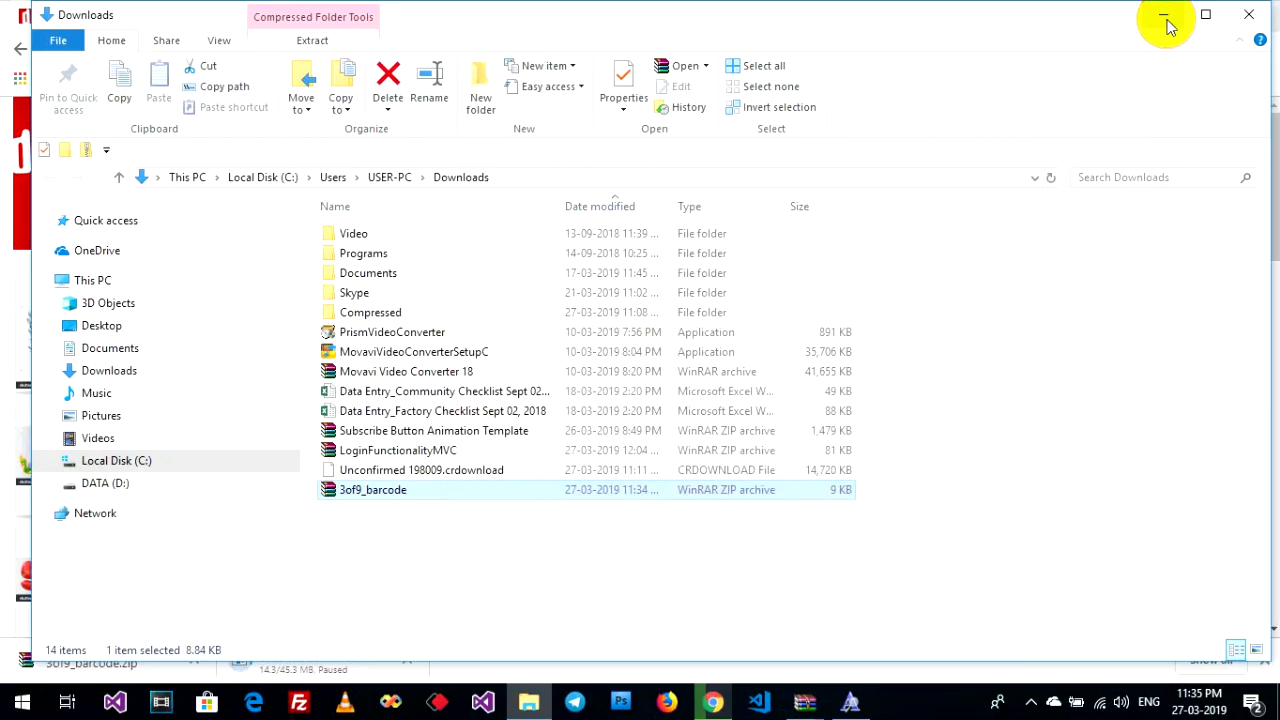 Downloads
Compressed Folder Tools
File
Home
Share
View
Extract
Pin to Quick access
Copy
Paste
Cut
Copy path
Paste shortcut
Clipboard
Move to
Copy to
Delete
Rename
Organize
New folder
New item
Easy access
New
Properties
Open
Edit
History
Open
Select all
Select none
Invert selection
Select
This PC
Local Disk (C:)
Users
USER-PC
Downloads
Search Downloads
Name Date modified Type Size
Quick access
OneDrive
This PC
3D Objects
Desktop
Documents
Downloads
Music
Pictures
Videos
Local Disk (C:)
DATA (D:)
Network
Video 13-09-2018 11:39 ... File folder
Programs 14-09-2018 10:25 ... File folder
Documents 17-03-2019 11:45 ... File folder
Skype 21-03-2019 11:02 ... File folder
Compressed 27-03-2019 11:08 ... File folder
PrismVideoConverter 10-03-2019 7:56 PM Application 891 KB
MovaviVideoConverterSetupC 10-03-2019 8:04 PM Application 35,706 KB
Movavi Video Converter 18 10-03-2019 8:20 PM WinRAR archive 41,655 KB
Data Entry_Community Checklist Sept 02... 18-03-2019 2:20 PM Microsoft Excel W... 49 KB
Data Entry_Factory Checklist Sept 02, 2018 18-03-2019 2:20 PM Microsoft Excel W... 88 KB
Subscribe Button Animation Template 26-03-2019 8:49 PM WinRAR ZIP archive 1,479 KB
LoginFunctionalityMVC 27-03-2019 12:04 ... WinRAR ZIP archive 81 KB
Unconfirmed 198009.crdownload 27-03-2019 11:11 ... CRDOWNLOAD File 14,720 KB
3of9_barcode 27-03-2019 11:34 ... WinRAR ZIP archive 9 KB
14 items 1 item selected 8.84 KB
3of9_barcode.zip
14.3/45.3 MB, Paused
ENG
11:35 PM
27-03-2019
2